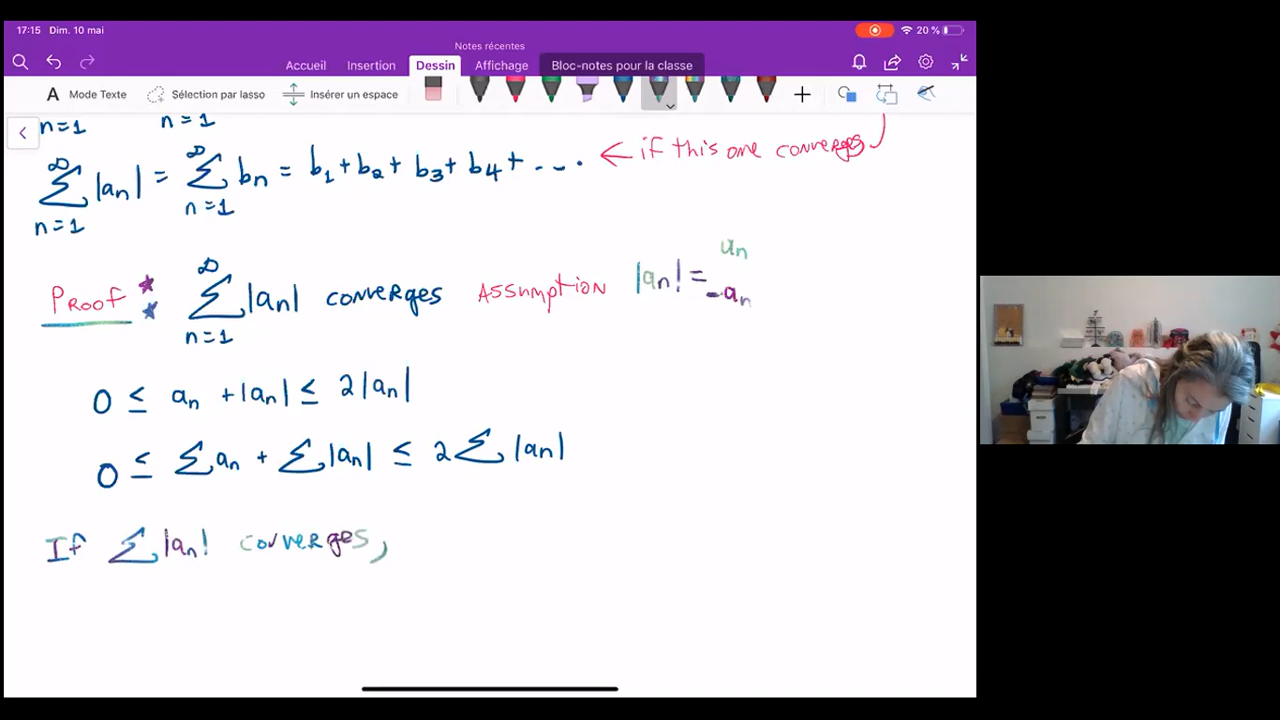 17:15 Dim. 10 mai 20 %
Notes récentes
Accueil Insertion Dessin Affichage Bloc-notes pour la classe
A Mode Texte Sélection par lasso Insérer un espace
n=1 n=1
∞ ∑ n=1 |an| = ∞ ∑ n=1 bn = b1 + b2 + b3 + b4 + .... ← if this one converges
Proof ∞ ∑ n=1 |an| converges Assumption |an| = an -an
0 ≤ an + |an| ≤ 2|an|
0 ≤ ∑an + ∑|an| ≤ 2∑|an|
If ∑|an| converges,